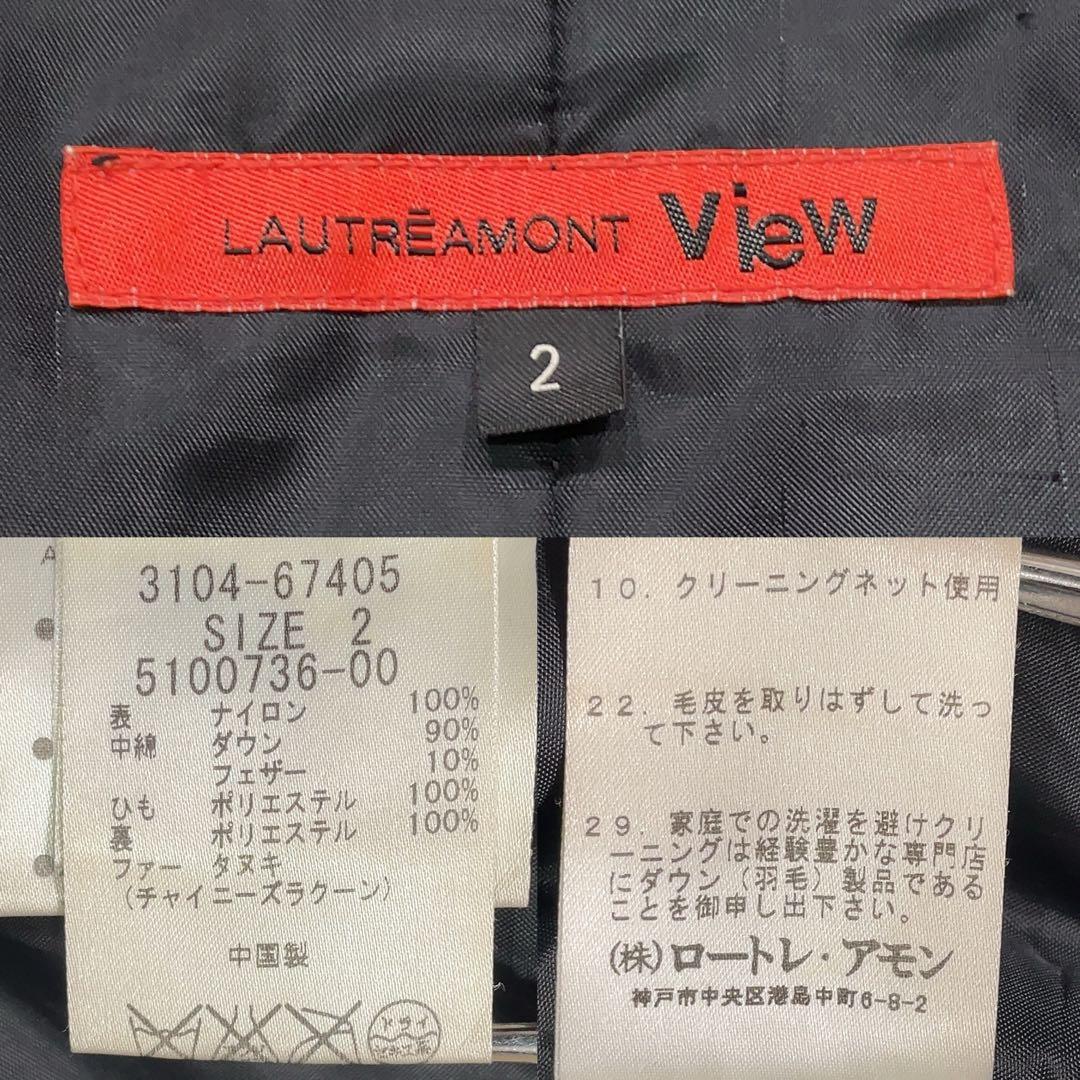 LAUTRĒAMONT View
2
A
3104-67405
SIZE 2
5100736-00
表 ナイロン 100%
中綿 ダウン 90%
フェザー 10%
ひも ポリエステル 100%
裏 ポリエステル 100%
ファー タヌキ
(チャイニーズラクーン)
中国製
ドライ
10. クリーニングネット使用
22. 毛皮を取りはずして洗っ
て下さい。
29. 家庭での洗濯を避けクリ
ーニングは経験豊かな専門店
にダウン(羽毛)製品である
ことを御申し出下さい。
(株)ロートレ・アモン
神戸市中央区港島中町6-8-2